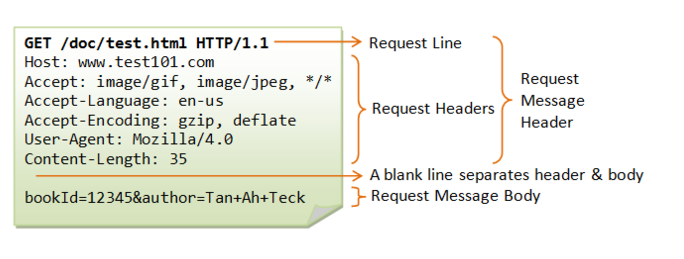 GET /doc/test.html HTTP/1.1
Request Line
Host: www.test101.com
Accept: image/gif, image/jpeg, */*
Accept-Language: en-us
Accept-Encoding: gzip, deflate
User-Agent: Mozilla/4.0
Content-Length: 35
Request Headers
Request
Message
Header
A blank line separates header & body
bookId=12345&author=Tan+Ah+Teck
Request Message Body